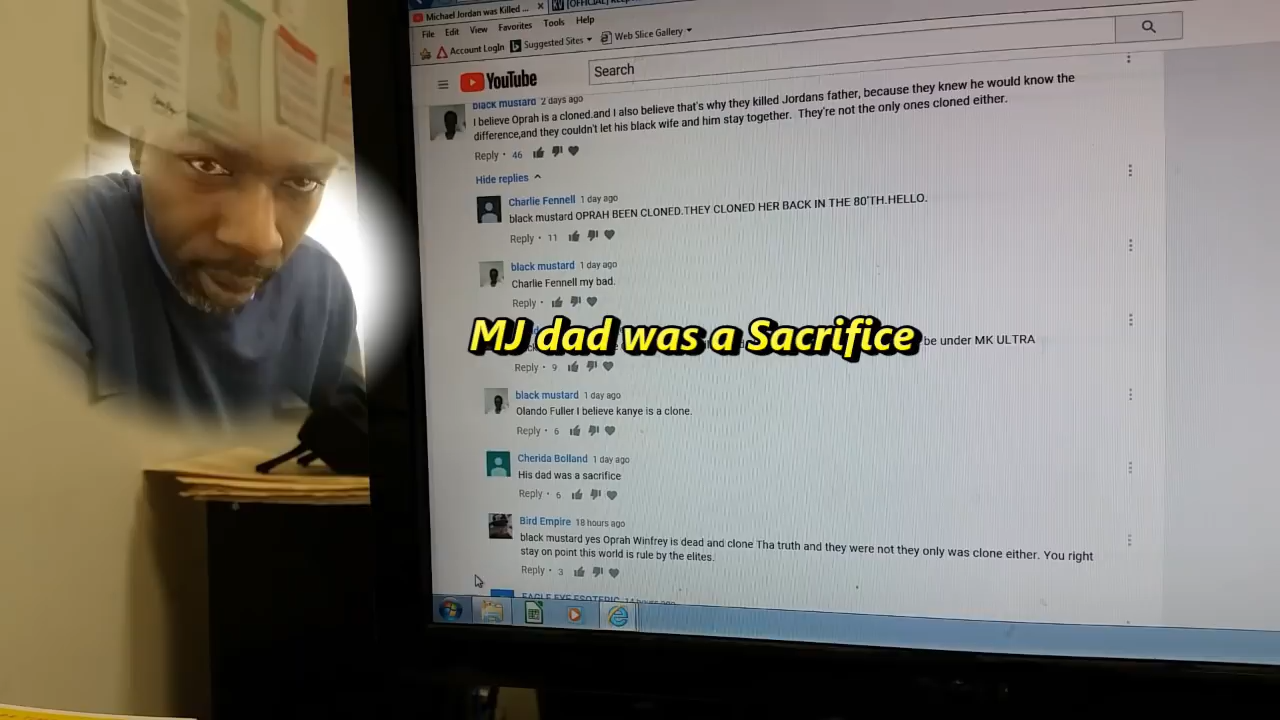 Michael Jordan was Killed ...
File Edit View Favorites Tools Help
Account LogIn Suggested Sites Web Slice Gallery
YouTube
Search
black mustard 2 days ago
I believe Oprah is a cloned.and I also believe that's why they killed Jordans father, because they knew he would know the
difference,and they couldn't let his black wife and him stay together. They're not the only ones cloned either.
Reply · 46
Hide replies
Charlie Fennell 1 day ago
black mustard OPRAH BEEN CLONED.THEY CLONED HER BACK IN THE 80'TH.HELLO.
Reply · 11
black mustard 1 day ago
Charlie Fennell my bad.
Reply ·
MJ dad was a Sacrifice
be under MK ULTRA
Reply · 9
black mustard 1 day ago
Olando Fuller I believe kanye is a clone.
Reply · 6
Cherida Bolland 1 day ago
His dad was a sacrifice
Reply · 6
Bird Empire 18 hours ago
black mustard yes Oprah Winfrey is dead and clone Tha truth and they were not they only was clone either. You right
stay on point this world is rule by the elites.
Reply · 3
EAGLE EYE ESOTERIC 14 hours ago